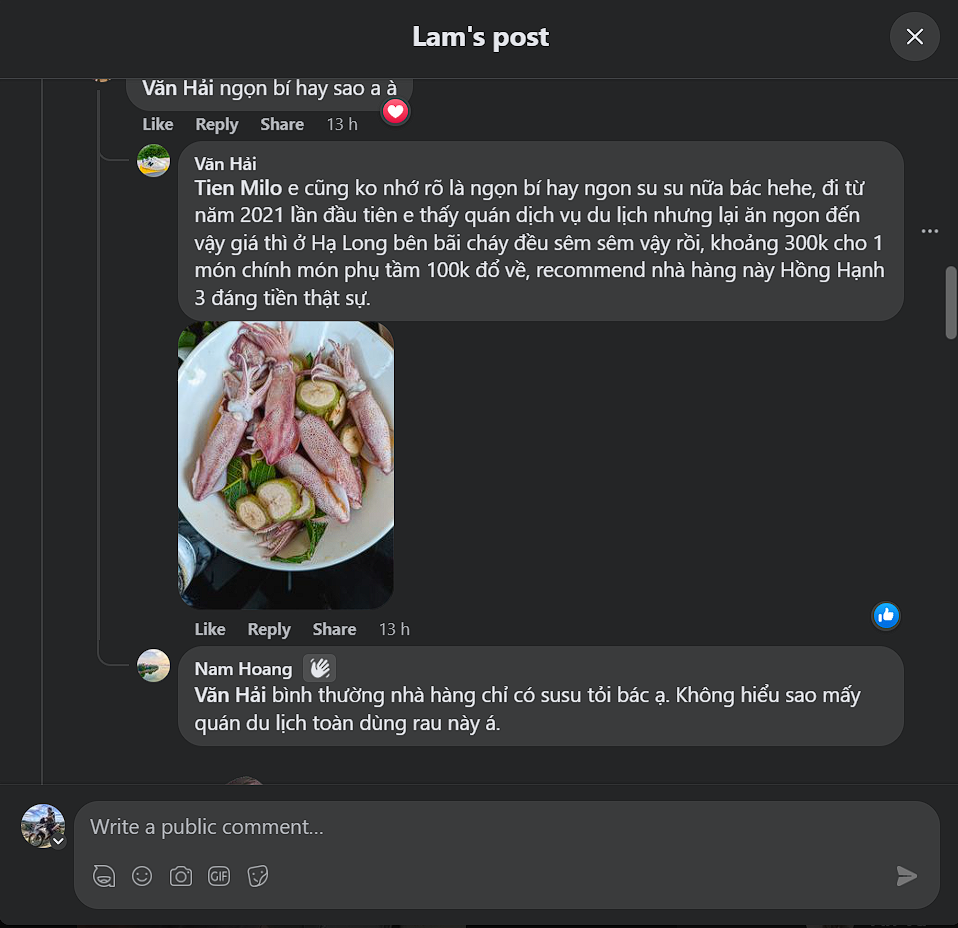 Lam's post
Văn Hải ngọn bí hay sao a à
Like Reply Share 13 h
Văn Hải
Tien Milo e cũng ko nhớ rõ là ngọn bí hay ngon su su nữa bác hehe, đi từ
năm 2021 lần đầu tiên e thấy quán dịch vụ du lịch nhưng lại ăn ngon đến
vậy giá thì ở Hạ Long bên bãi cháy đều sêm sêm vậy rồi, khoảng 300k cho 1
món chính món phụ tầm 100k đổ về, recommend nhà hàng này Hồng Hạnh
3 đáng tiền thật sự.
Like Reply Share 13 h
Nam Hoang
Văn Hải bình thường nhà hàng chỉ có susu tỏi bác ạ. Không hiểu sao mấy
quán du lịch toàn dùng rau này á.
Write a public comment...
GIF